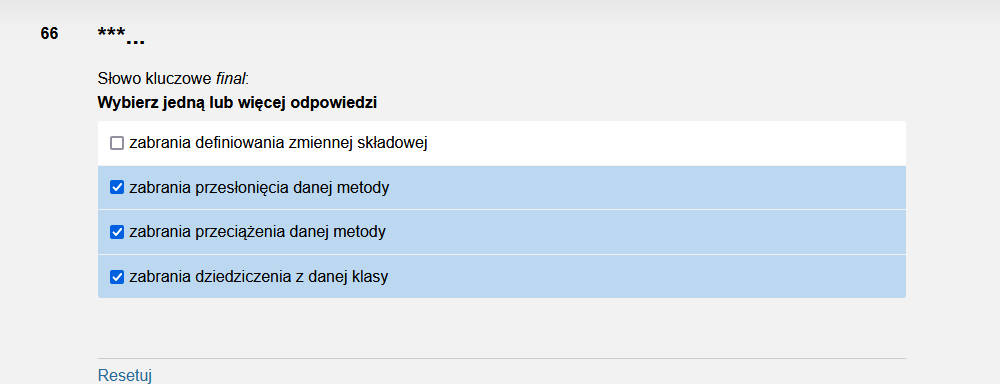 66
***...
Słowo kluczowe final:
Wybierz jedną lub więcej odpowiedzi
zabrania definiowania zmiennej składowej
zabrania przesłonięcia danej metody
zabrania przeciążenia danej metody
zabrania dziedziczenia z danej klasy
Resetuj